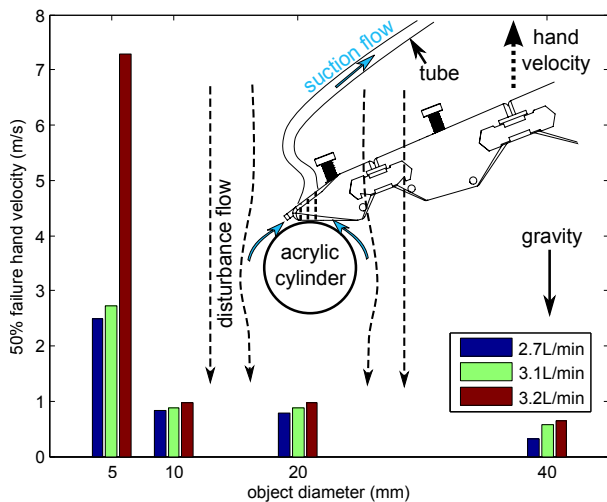 8
7
6
5
4
3
2
1
0
50% failure hand velocity (m/s)
suction flow
tube
hand
velocity
disturbance flow
acrylic
cylinder
gravity
2.7L/min
3.1L/min
3.2L/min
5
10
20
40
object diameter (mm)